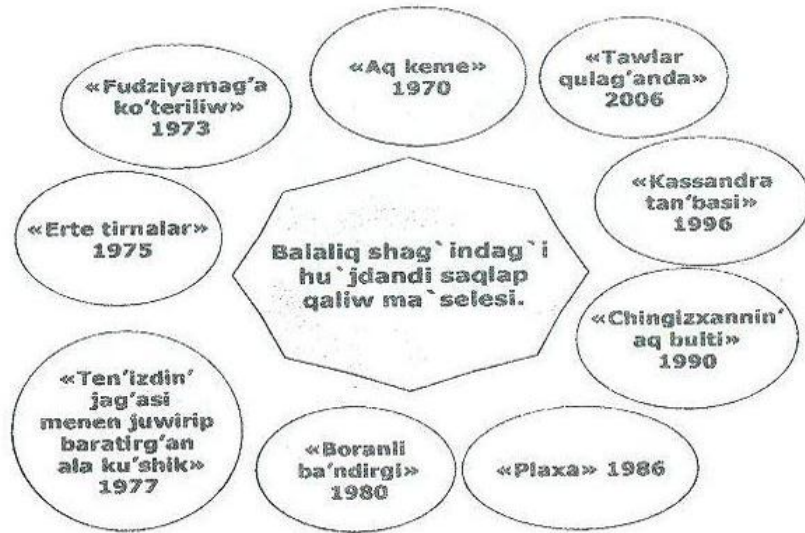 «Aq keme»
1970
«Tawlar
qulag'anda»
2006
«Fudziyamag'a
ko'teriliw»
1973
«Kassandra
tan'basi»
1996
«Erte tirnalar»
1975
Balaliq shag`indag`i
hu`jdandi saqlap
qaliw ma`selesi.
«Chingizxannin'
aq bulti»
1990
«Ten'izdin'
jag'asi
menen juwirip
baratirg'an
ala ku'shik»
1977
«Boranli
ba'ndirgi»
1980
«Plaxa» 1986